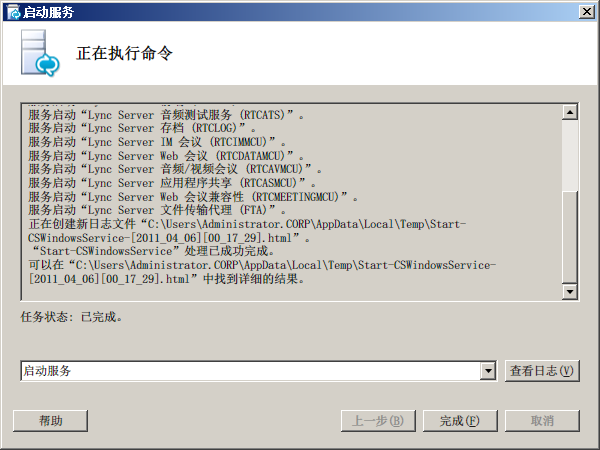 启动服务
正在执行命令
服务启动“Lync Server 音频测试服务 (RTCATS)”。
服务启动“Lync Server 存档 (RTCLOG)”。
服务启动“Lync Server IM 会议 (RTCIMMCU)”。
服务启动“Lync Server Web 会议 (RTCDATAMCU)”。
服务启动“Lync Server 音频/视频会议 (RTCAVMCU)”。
服务启动“Lync Server 应用程序共享 (RTCASMCU)”。
服务启动“Lync Server Web 会议兼容性 (RTCMEETINGMCU)”。
服务启动“Lync Server 文件传输代理 (FTA)”。
正在创建新日志文件“C:\Users\Administrator.CORP\AppData\Local\Temp\Start-
CSWindowsService-[2011_04_06][00_17_29].html”。
“Start-CSWindowsService”处理已成功完成。
可以在“C:\Users\Administrator.CORP\AppData\Local\Temp\Start-CSWindowsService-
[2011_04_06][00_17_29].html”中找到详细的结果。
任务状态: 已完成。
启动服务
查看日志(V)
帮助
上一步(B)
完成(F)
取消